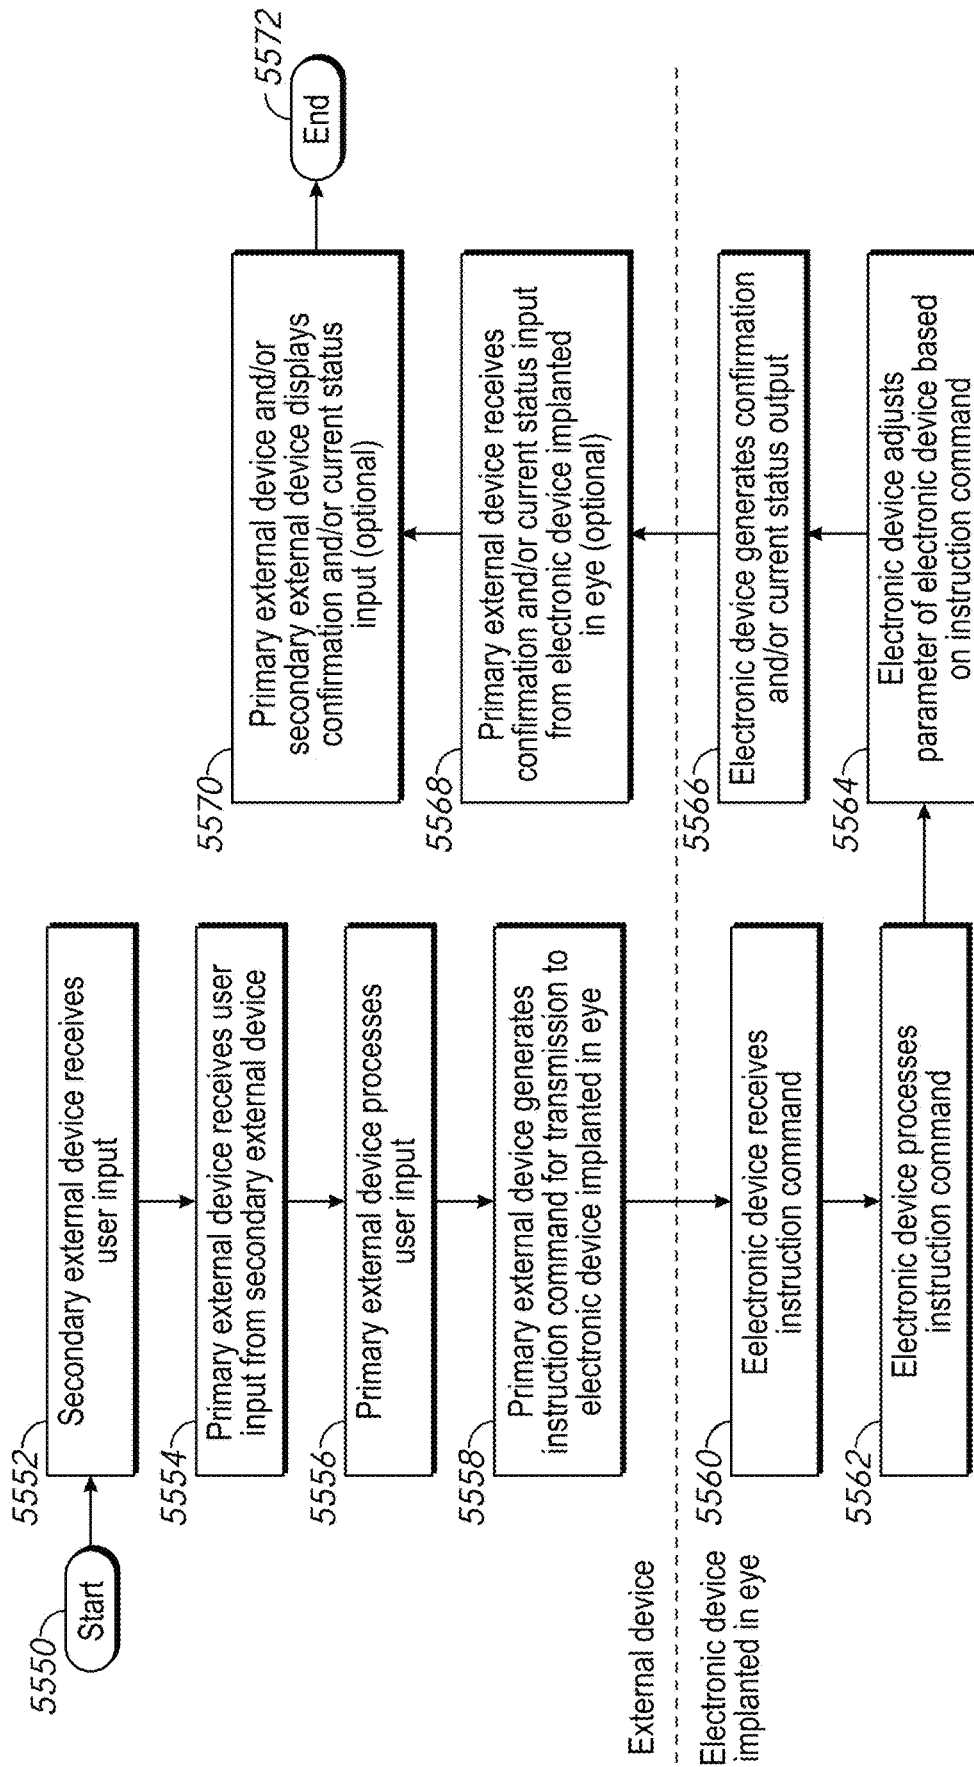 5550
Start
5552
Secondary external device receives
user input
5554
Primary external device receives user
input from secondary external device
5556
Primary external device processes
user input
5558
Primary external device generates
instruction command for transmission to
electronic device implanted in eye
External device
Electronic device
implanted in eye
5560
Eelectronic device receives
instruction command
5562
Electronic device processes
instruction command
5564
Electronic device adjusts
parameter of electronic device based
on instruction command
5566
Electronic device generates confirmation
and/or current status output
5568
Primary external device receives
confirmation and/or current status input
from electronic device implanted
in eye (optional)
5570
Primary external device and/or
secondary external device displays
confirmation and/or current status
input (optional)
End
5572